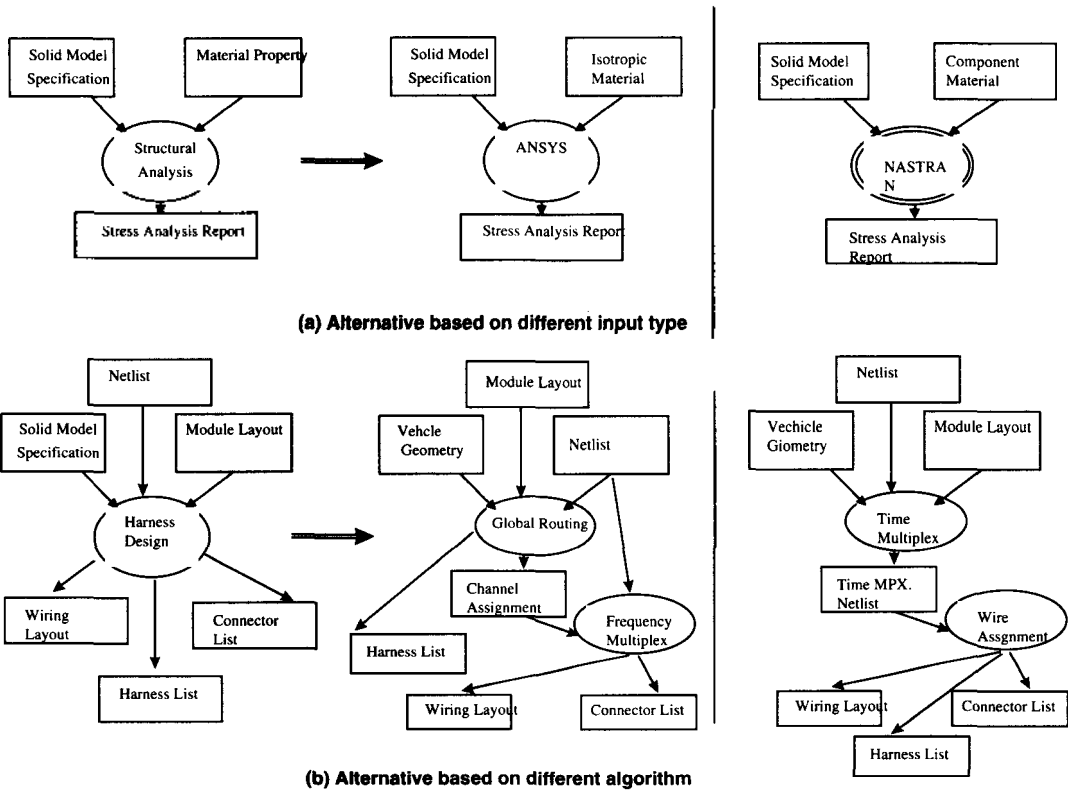 Solid Model
Specification
Material Property
Structural
Analysis
Stress Analysis Report
Solid Model
Specification
Isotropic
Material
ANSYS
Stress Analysis Repor
Solid Model
Specification
Component
Material
NASTRA
N
Stress Analysis
Report
(a) Alternative based on different input type
Netlist
Solid Model
Specification
Module Layout
Harness
Design
Wiring
Layout
Connector
List
Harness List
Module Layout
Vehcle
Geometry
Netlist
Global Routing
Channel
Assignment
Frequency
Multiplex
Harness List
Wiring Layout
Connector List
Netlist
Vechicle
Giometry
Module Layout
Time
Multiplex
Time MPX.
Netlist
Wire
Assgnment
Wiring Layout
Connector List
Harness List
(b) Alternative based on different algorithm